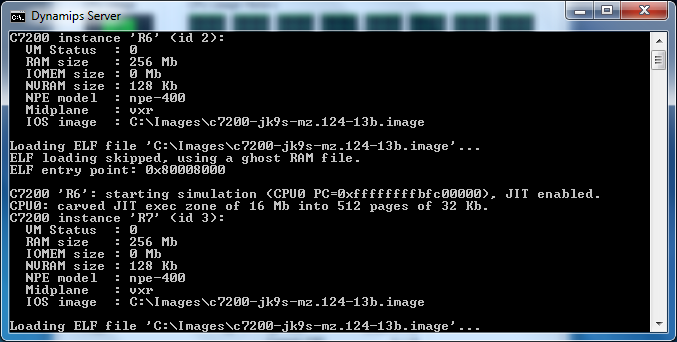 Dynamips Server
C7200 instance 'R6' (id 2):
  VM Status  : 0
  RAM size   : 256 Mb
  IOMEM size : 0 Mb
  NVRAM size : 128 Kb
  NPE model  : npe-400
  Midplane   : vxr
  IOS image  : C:\Images\c7200-jk9s-mz.124-13b.image

Loading ELF file 'C:\Images\c7200-jk9s-mz.124-13b.image'...
ELF loading skipped, using a ghost RAM file.
ELF entry point: 0x80008000

C7200 'R6': starting simulation (CPU0 PC=0xffffffffbfc00000), JIT enabled.
CPU0: carved JIT exec zone of 16 Mb into 512 pages of 32 Kb.
C7200 instance 'R7' (id 3):
  VM Status  : 0
  RAM size   : 256 Mb
  IOMEM size : 0 Mb
  NVRAM size : 128 Kb
  NPE model  : npe-400
  Midplane   : vxr
  IOS image  : C:\Images\c7200-jk9s-mz.124-13b.image

Loading ELF file 'C:\Images\c7200-jk9s-mz.124-13b.image'...